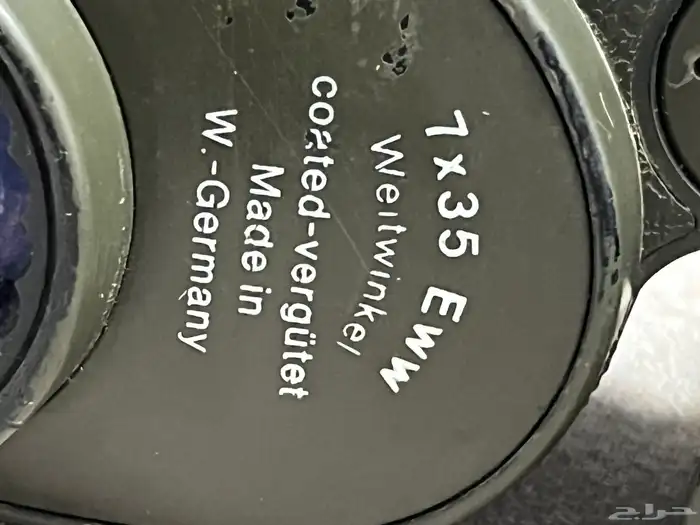 7x35 EWW
Weitwinkel
coated-vergütet
Made in
W.-Germany
حراج